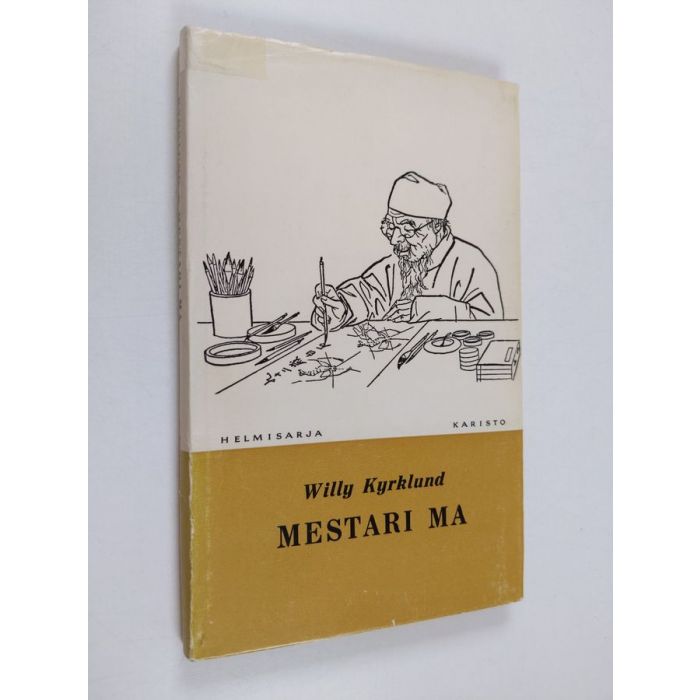 HELMISARJA KARISTO
Willy Kyrklund
MESTARI MA